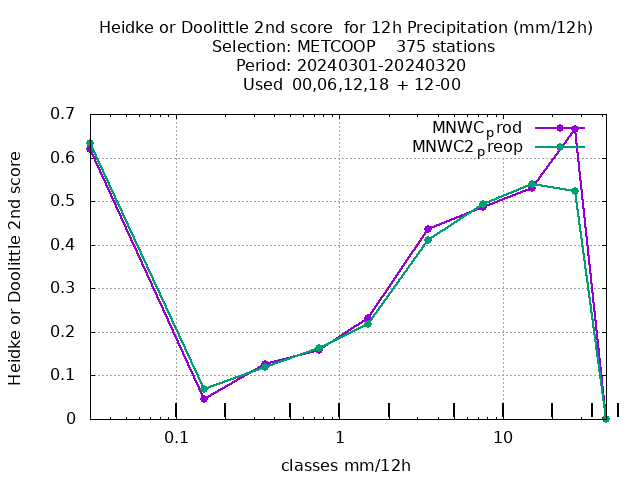 Heidke or Doolittle 2nd score  for 12h Precipitation (mm/12h)
Selection: METCOOP    375 stations
Period: 20240301-20240320
Used  00,06,12,18  + 12-00
MNWCprod
MNWC2preop
Heidke or Doolittle 2nd score
0.7
0.6
0.5
0.4
0.3
0.2
0.1
0
0.1 1 10
classes mm/12h